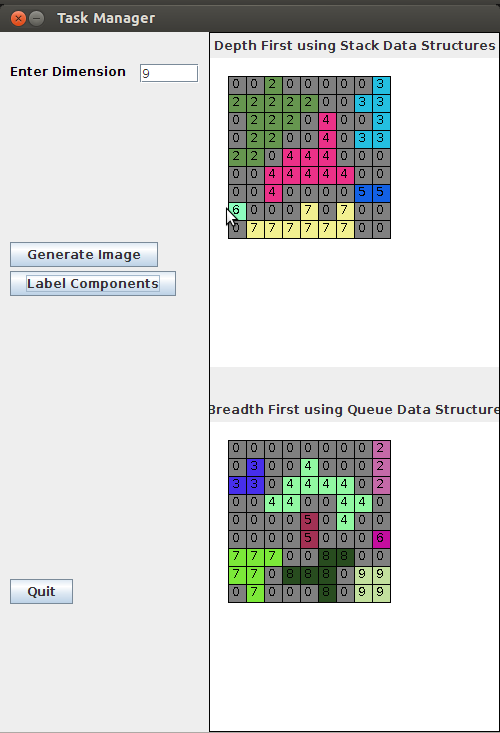 Task Manager
Enter Dimension 9
Generate Image
Label Components
Quit
Depth First using Stack Data Structures
0 0 2 0 0 0 0 0 3
2 2 2 2 2 0 0 3 3
0 2 2 2 0 4 0 0 3
0 2 2 0 0 4 0 3 3
2 2 0 4 4 4 0 0 0
0 0 4 4 4 4 4 0 0
0 0 4 0 0 0 0 5 5
6 0 0 0 7 0 7 0 0
0 7 7 7 7 7 7 0 0
Breadth First using Queue Data Structure
0 0 0 0 0 0 0 0 2
0 3 0 0 4 0 0 0 2
3 3 0 4 4 4 4 0 2
0 0 4 4 0 0 4 4 0
0 0 0 0 5 0 4 0 0
0 0 0 0 5 0 0 0 6
7 7 7 0 0 8 8 0 0
7 7 0 8 8 8 0 9 9
0 7 0 0 0 8 0 9 9